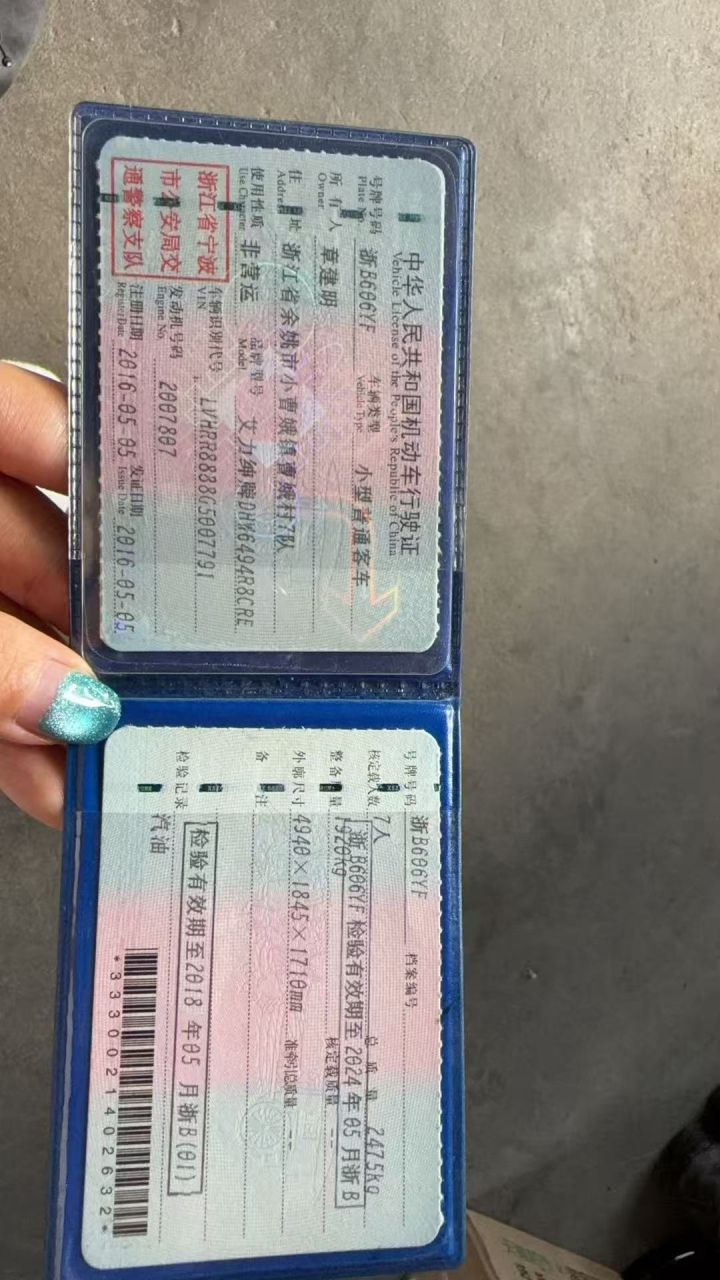 中华人民共和国机动车行驶证
Vehicle License of the People's Republic of China
号牌号码 浙B606YF 车辆类型 小型普通客车
Plate No. Vehicle Type
所有人 章建明
Owner
住址 浙江省余姚市小曹娥镇曹娥村7队
Address
使用性质 非营运 品牌型号 艾力绅牌DHW6494R8CRE
Use Character Model
浙江省宁波
市公安局交
通警察支队
车辆识别代号 LVHRR8888G5007791
VIN
发动机号码 2007807
Engine No.
注册日期 2016-05-05 发证日期 2016-05-05
Register Date Issue Date
号牌号码 浙B606YF 档案编号
核定载人数 7人 总质量 2475kg
整备质量 1920kg 核定载质量 --
浙B606YF 检验有效期至2024年05月浙B
外廓尺寸 4940×1845×1710mm 准牵引总质量 --
备注
检验有效期至2018年05月浙B(01)
检验记录
汽油
*3330021402632*